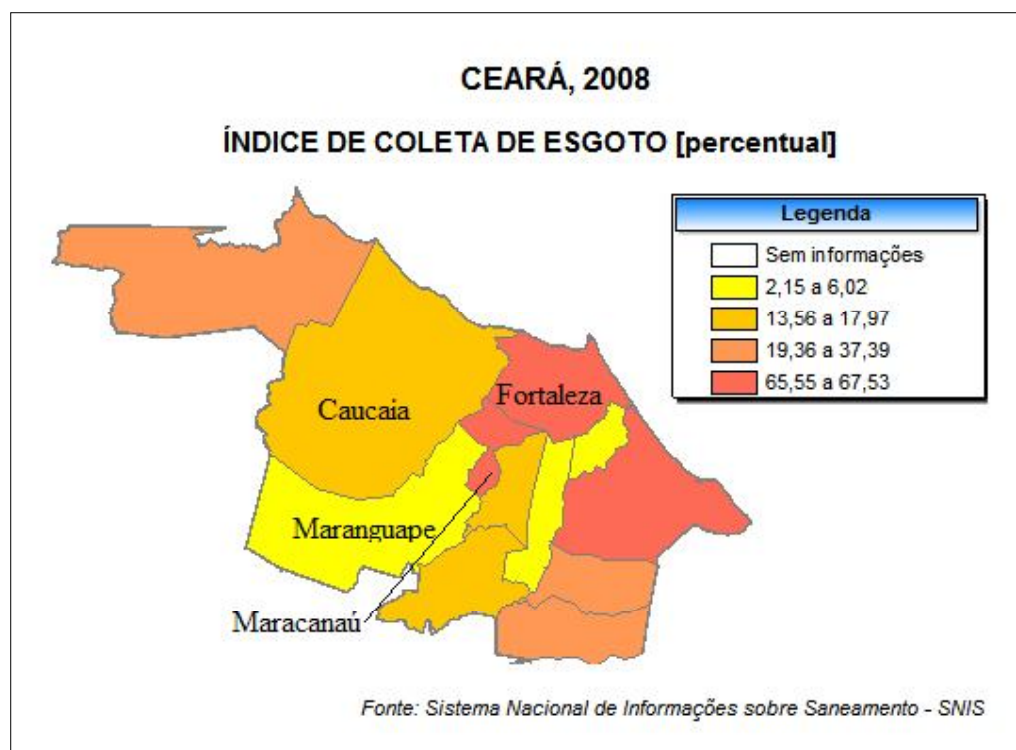 CEARÁ, 2008
ÍNDICE DE COLETA DE ESGOTO [percentual]
Legenda
Sem informações
2,15 a 6,02
13,56 a 17,97
19,36 a 37,39
65,55 a 67,53
Fortaleza
Caucaia
Maranguape
Maracanaú
Fonte: Sistema Nacional de Informações sobre Saneamento - SNIS